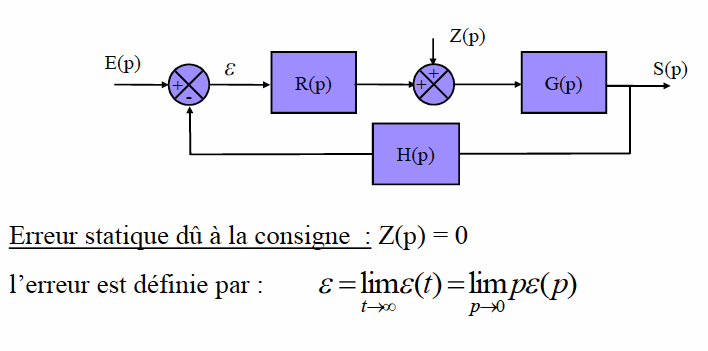 Z(p)
E(p) ε R(p) G(p) S(p)
+ - + +
H(p)
Erreur statique dû à la consigne : Z(p) = 0
l’erreur est définie par : ε = lim ε(t) = lim pε(p)
t→∞ p→0